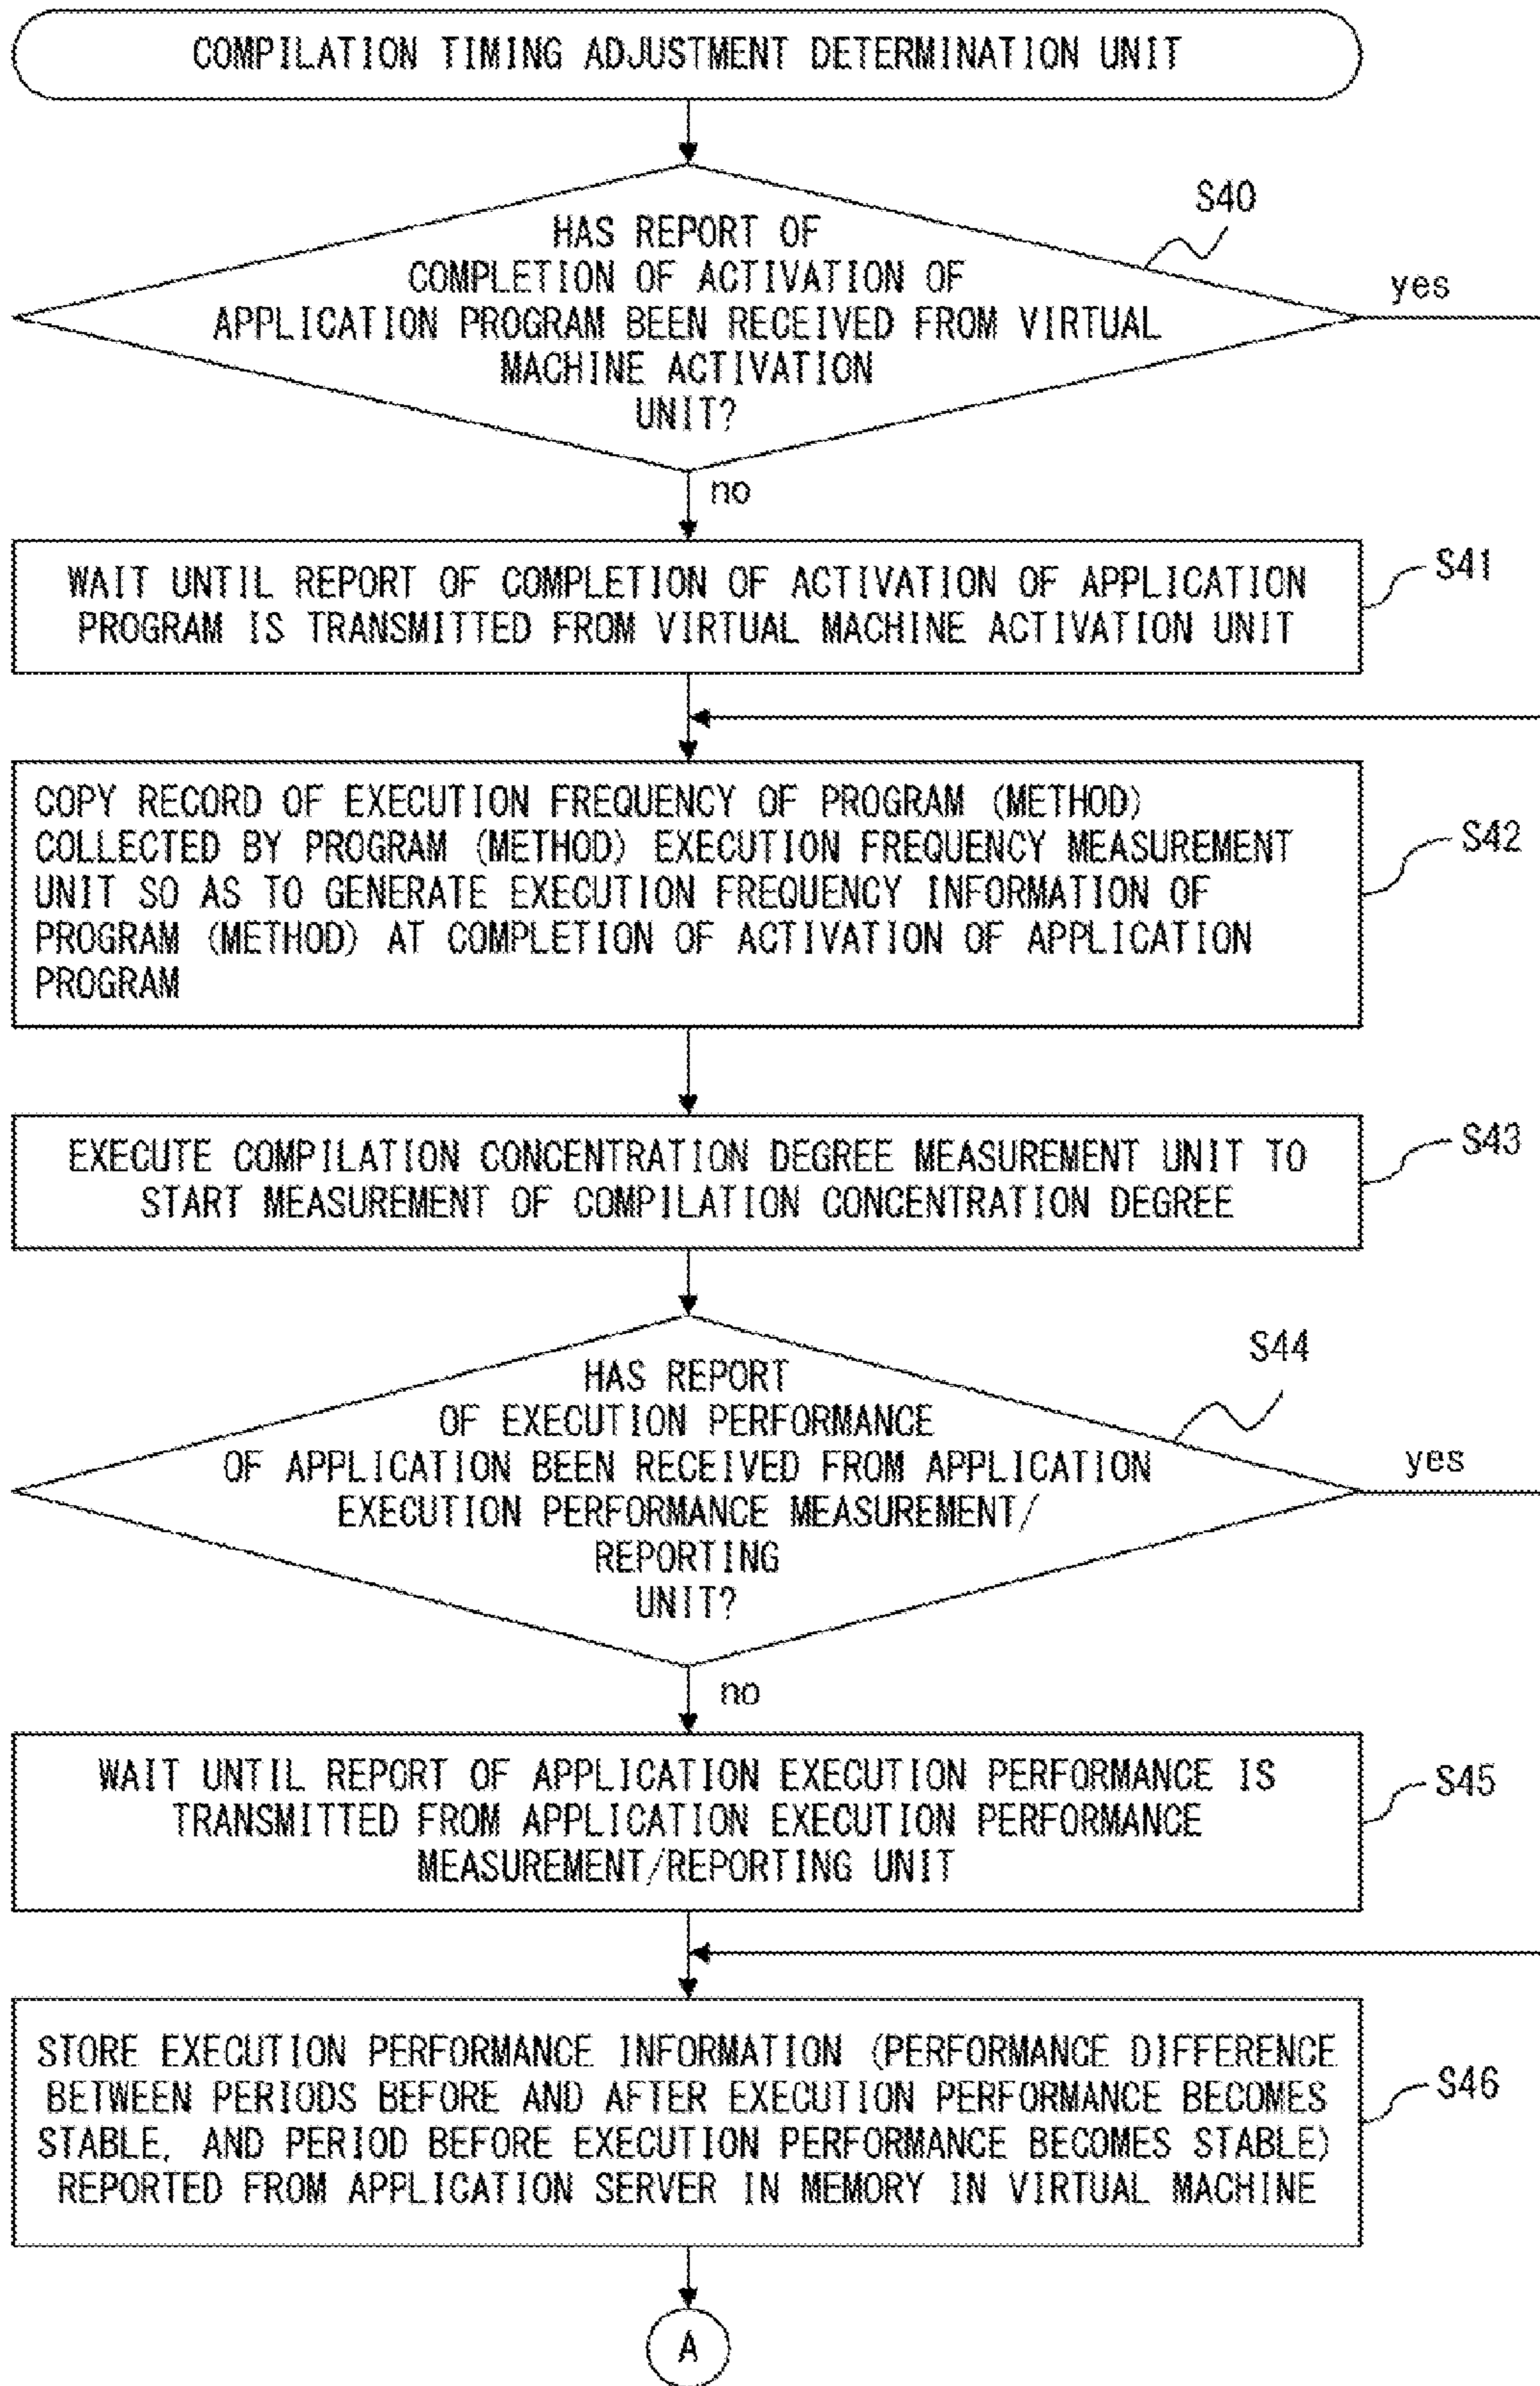 COMPILATION TIMING ADJUSTMENT DETERMINATION UNIT
S40
HAS REPORT OF
COMPLETION OF ACTIVATION OF
APPLICATION PROGRAM BEEN RECEIVED FROM VIRTUAL
MACHINE ACTIVATION
UNIT?
yes
no
S41
WAIT UNTIL REPORT OF COMPLETION OF ACTIVATION OF APPLICATION
PROGRAM IS TRANSMITTED FROM VIRTUAL MACHINE ACTIVATION UNIT
S42
COPY RECORD OF EXECUTION FREQUENCY OF PROGRAM (METHOD)
COLLECTED BY PROGRAM (METHOD) EXECUTION FREQUENCY MEASUREMENT
UNIT SO AS TO GENERATE EXECUTION FREQUENCY INFORMATION OF
PROGRAM (METHOD) AT COMPLETION OF ACTIVATION OF APPLICATION
PROGRAM
S43
EXECUTE COMPILATION CONCENTRATION DEGREE MEASUREMENT UNIT TO
START MEASUREMENT OF COMPILATION CONCENTRATION DEGREE
S44
HAS REPORT
OF EXECUTION PERFORMANCE
OF APPLICATION BEEN RECEIVED FROM APPLICATION
EXECUTION PERFORMANCE MEASUREMENT/
REPORTING
UNIT?
yes
no
S45
WAIT UNTIL REPORT OF APPLICATION EXECUTION PERFORMANCE IS
TRANSMITTED FROM APPLICATION EXECUTION PERFORMANCE
MEASUREMENT/REPORTING UNIT
S46
STORE EXECUTION PERFORMANCE INFORMATION (PERFORMANCE DIFFERENCE
BETWEEN PERIODS BEFORE AND AFTER EXECUTION PERFORMANCE BECOMES
STABLE, AND PERIOD BEFORE EXECUTION PERFORMANCE BECOMES STABLE)
REPORTED FROM APPLICATION SERVER IN MEMORY IN VIRTUAL MACHINE
A